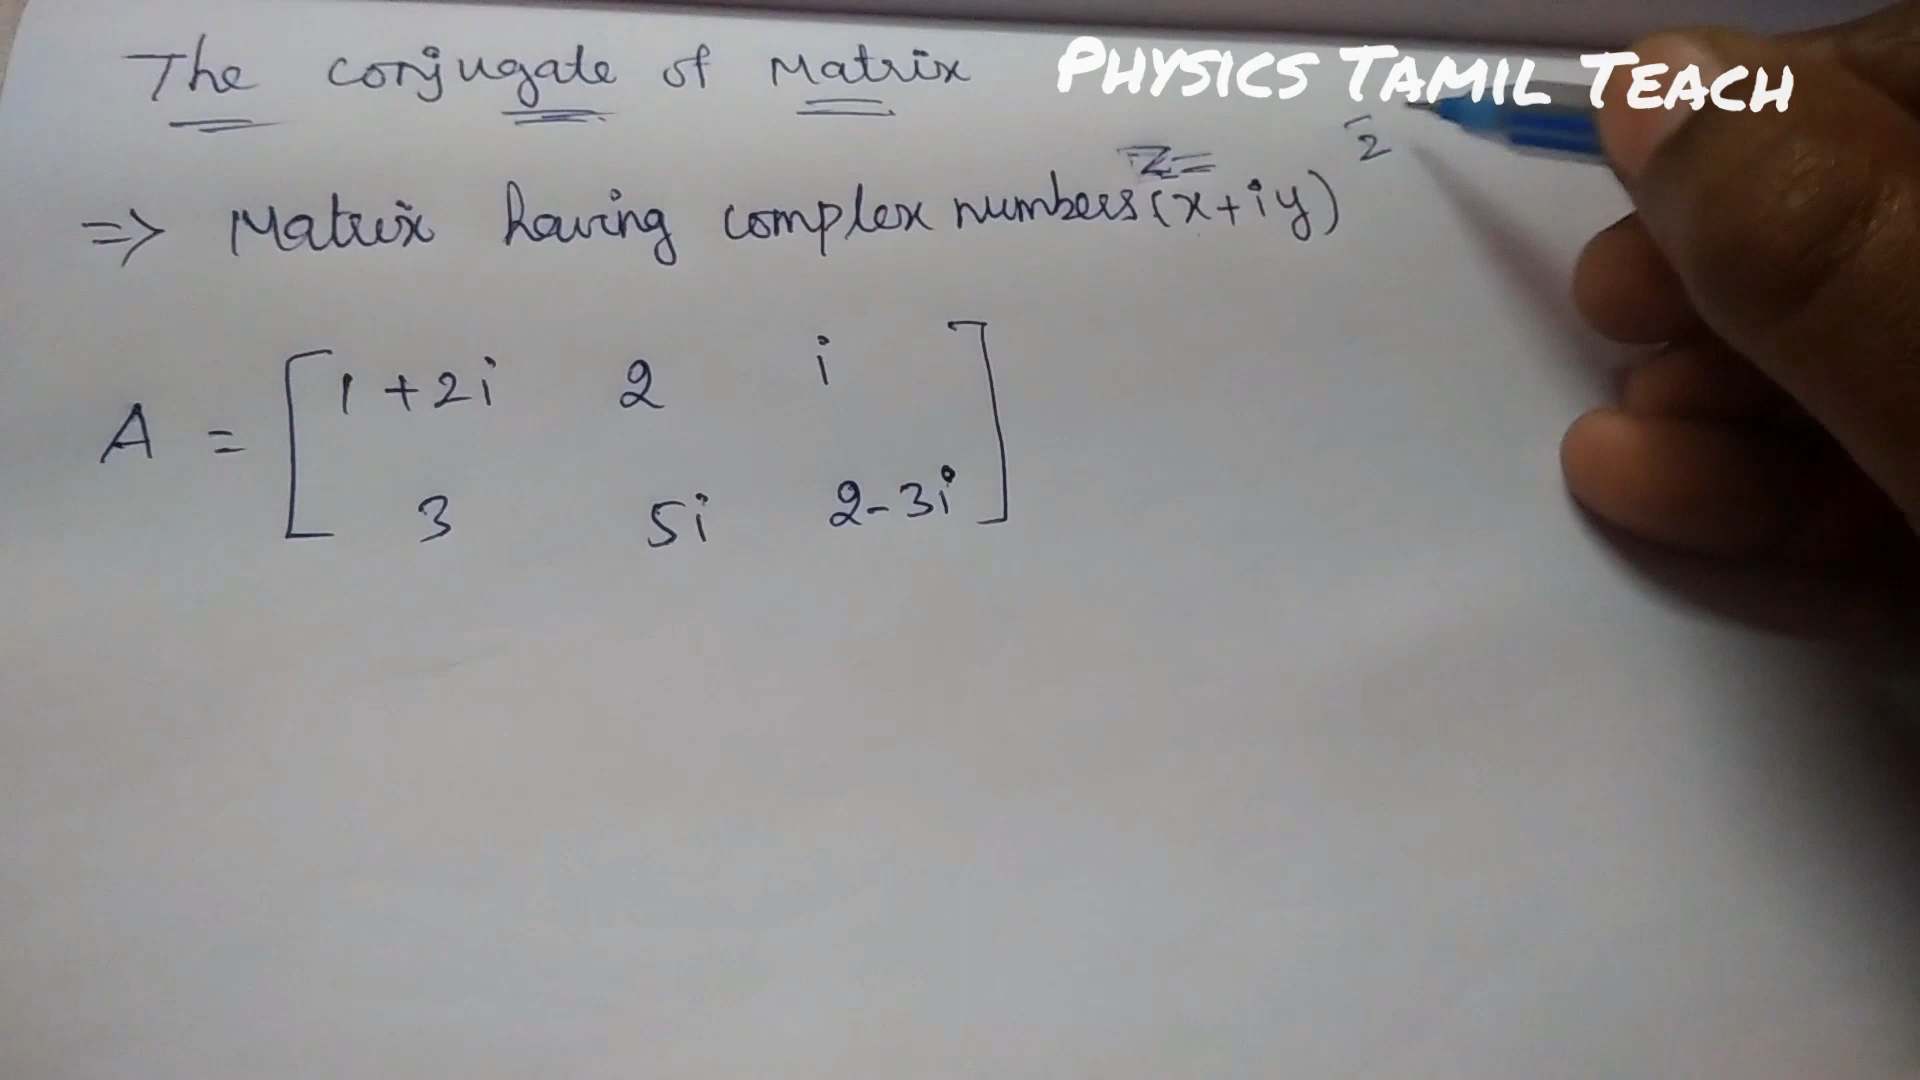 The conjugate of Matrix
PHYSICS TAMIL TEACH
z=
2
=> Matrix having complex numbers (x+iy)
A = [ 1+2i 2 i
3 5i 2-3i ]